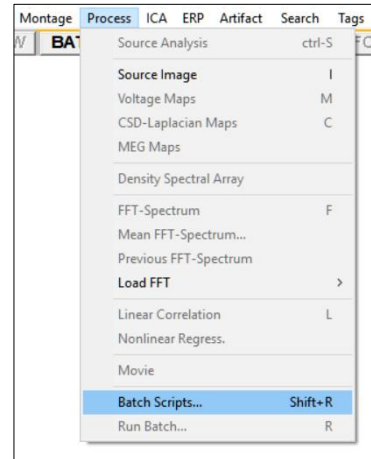 Montage Process ICA ERP Artifact Search Tags
BAT
Source Analysis ctrl-S
Source Image I
Voltage Maps M
CSD-Laplacian Maps C
MEG Maps
Density Spectral Array
FFT-Spectrum F
Mean FFT-Spectrum...
Previous FFT-Spectrum
Load FFT >
Linear Correlation L
Nonlinear Regress.
Movie
Batch Scripts... Shift+R
Run Batch... R